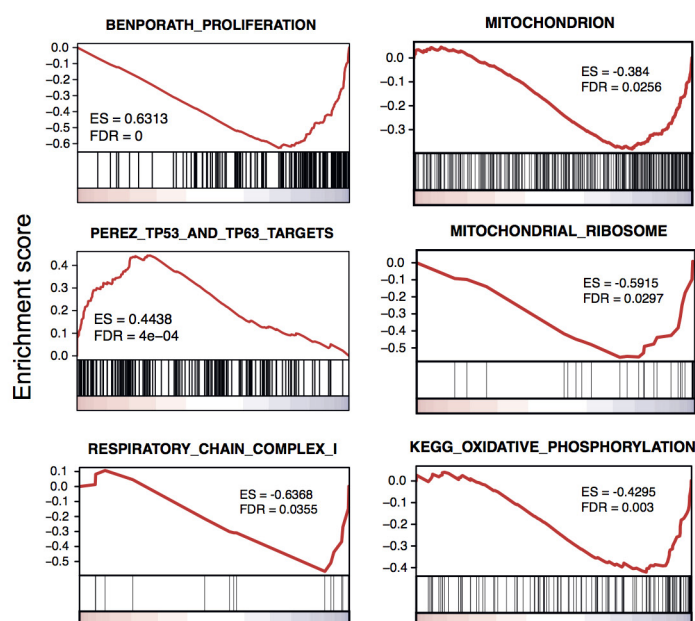 Enrichment score
BENPORATH_PROLIFERATION
0.0
−0.1
−0.2
−0.3
−0.4
−0.5
−0.6
ES = 0.6313
FDR = 0
MITOCHONDRION
0.0
−0.1
−0.2
−0.3
ES = -0.384
FDR = 0.0256
PEREZ_TP53_AND_TP63_TARGETS
0.4
0.3
0.2
0.1
0.0
ES = 0.4438
FDR = 4e−04
MITOCHONDRIAL_RIBOSOME
0.0
−0.1
−0.2
−0.3
−0.4
−0.5
ES = -0.5915
FDR = 0.0297
RESPIRATORY_CHAIN_COMPLEX_I
0.1
0.0
−0.1
−0.2
−0.3
−0.4
−0.5
ES = -0.6368
FDR = 0.0355
KEGG_OXIDATIVE_PHOSPHORYLATION
0.0
−0.1
−0.2
−0.3
−0.4
ES = -0.4295
FDR = 0.003